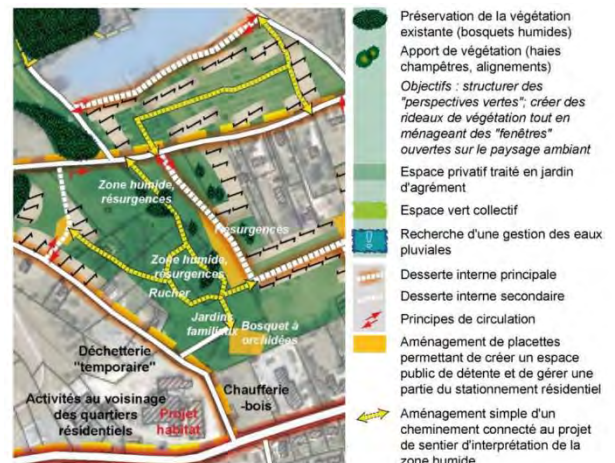 Zone humide,
résurgences
Résurgences
Zone humide,
résurgences
Rucher
Jardins
familiaux
Bosquet à
orchidées
Déchetterie
"temporaire"
Chaufferie
-bois
Activités au voisinage
des quartiers
résidentiels
Projet
habitat
Préservation de la végétation
existante (bosquets humides)
Apport de végétation (haies
champêtres, alignements)
Objectifs : structurer des
"perspectives vertes"; créer des
rideaux de végétation tout en
ménageant des "fenêtres"
ouvertes sur le paysage ambiant
Espace privatif traité en jardin
d'agrément
Espace vert collectif
Recherche d'une gestion des eaux
pluviales
Desserte interne principale
Desserte interne secondaire
Principes de circulation
Aménagement de placettes
permettant de créer un espace
public de détente et de gérer une
partie du stationnement résidentiel
Aménagement simple d'un
cheminement connecté au projet
de sentier d'interprétation de la
zone humide